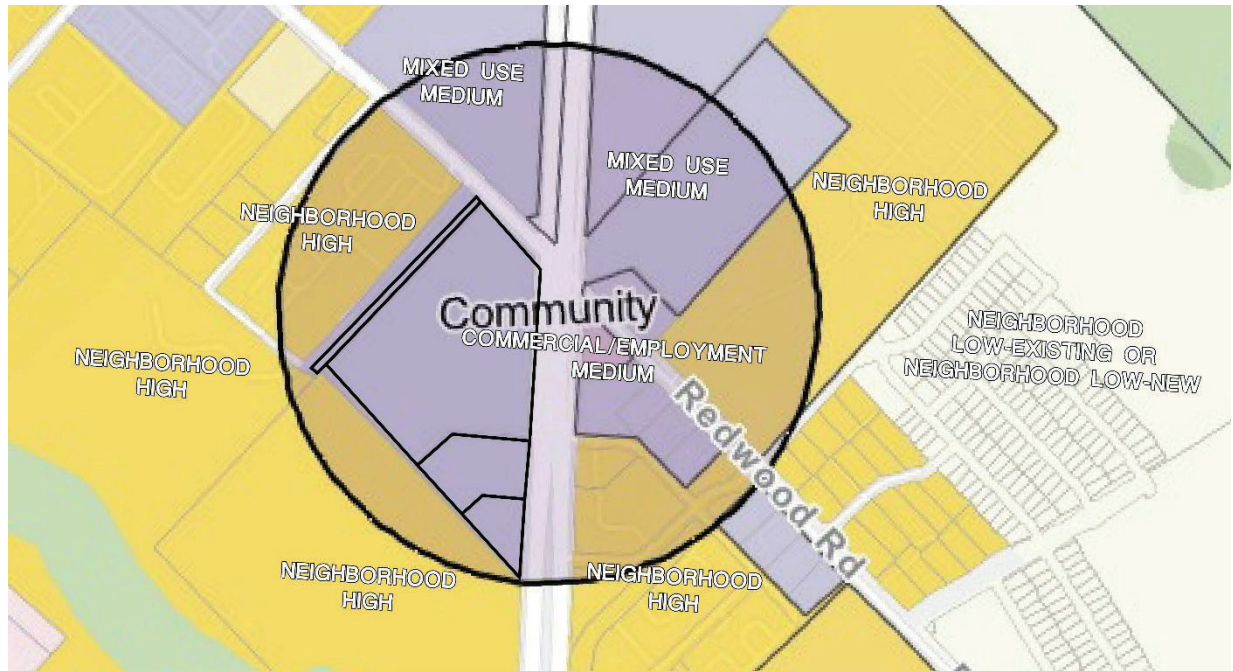 MIXED USE
MEDIUM
MIXED USE
MEDIUM
NEIGHBORHOOD
HIGH
NEIGHBORHOOD
HIGH
Community
COMMERCIAL/EMPLOYMENT
MEDIUM
NEIGHBORHOOD
LOW-EXISTING OR
NEIGHBORHOOD LOW-NEW
NEIGHBORHOOD
HIGH
Redwood Rd
NEIGHBORHOOD
HIGH
NEIGHBORHOOD
HIGH